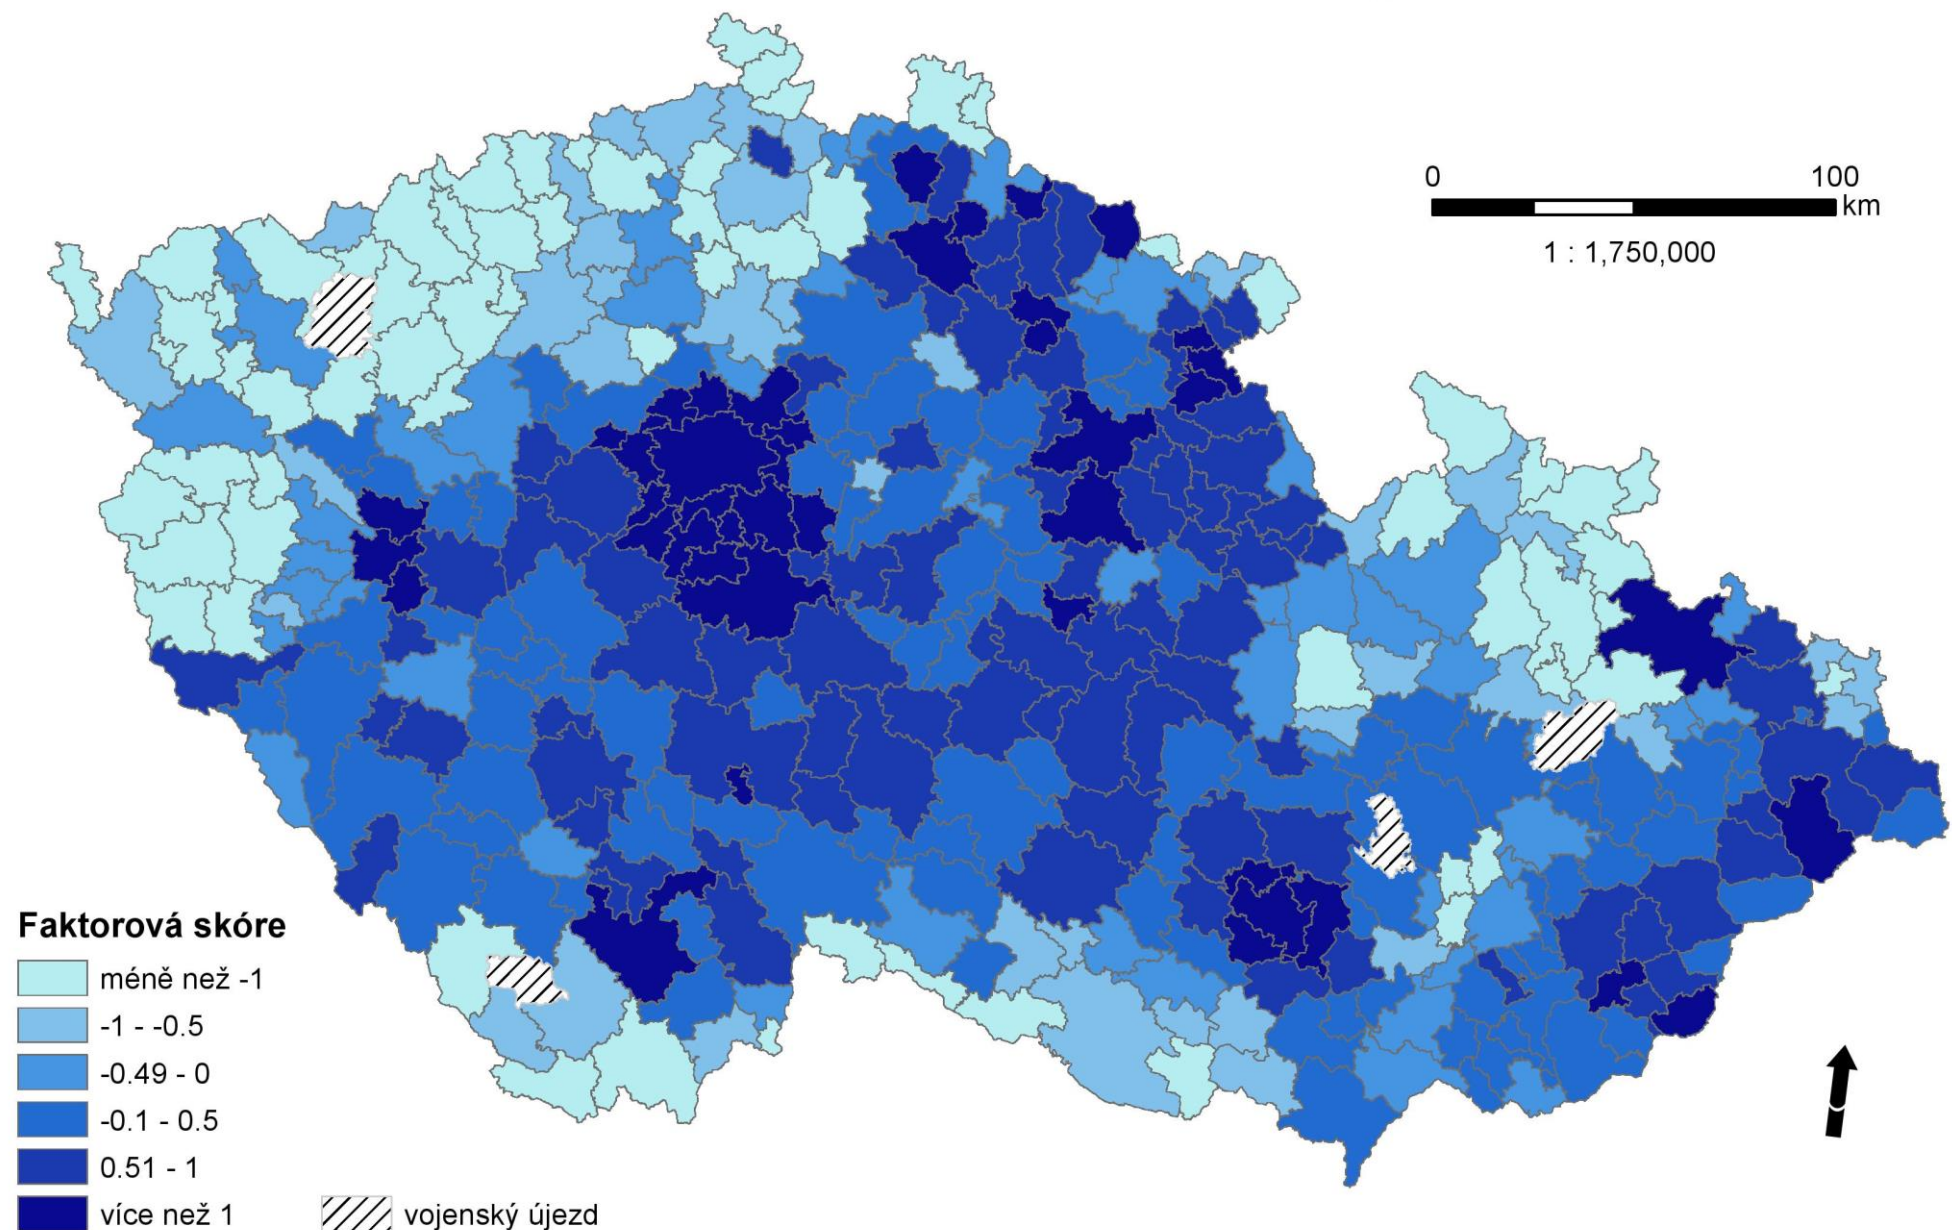 0 100
km
1 : 1,750,000
Faktorová skóre
méně než -1
-1 - -0.5
-0.49 - 0
-0.1 - 0.5
0.51 - 1
více než 1
vojenský újezd